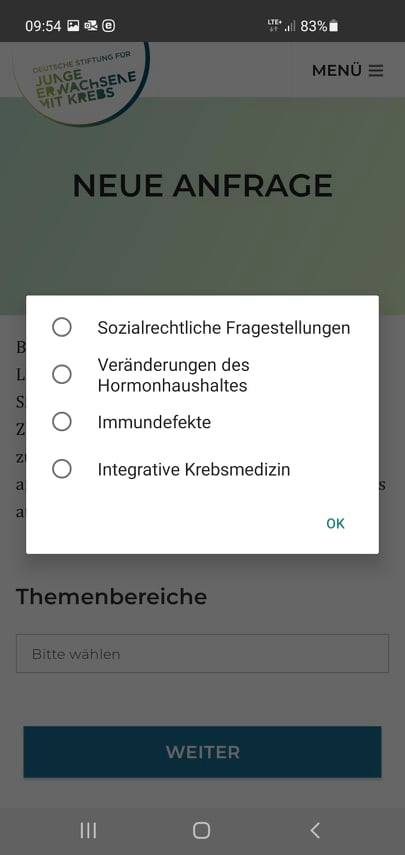 09:54
LTE+
83%
DEUTSCHE STIFTUNG FÜR
JUNGE
ERWACHSENE
MIT KREBS
MENÜ
NEUE ANFRAGE
Sozialrechtliche Fragestellungen
Veränderungen des
Hormonhaushaltes
Immundefekte
Integrative Krebsmedizin
OK
Themenbereiche
Bitte wählen
WEITER